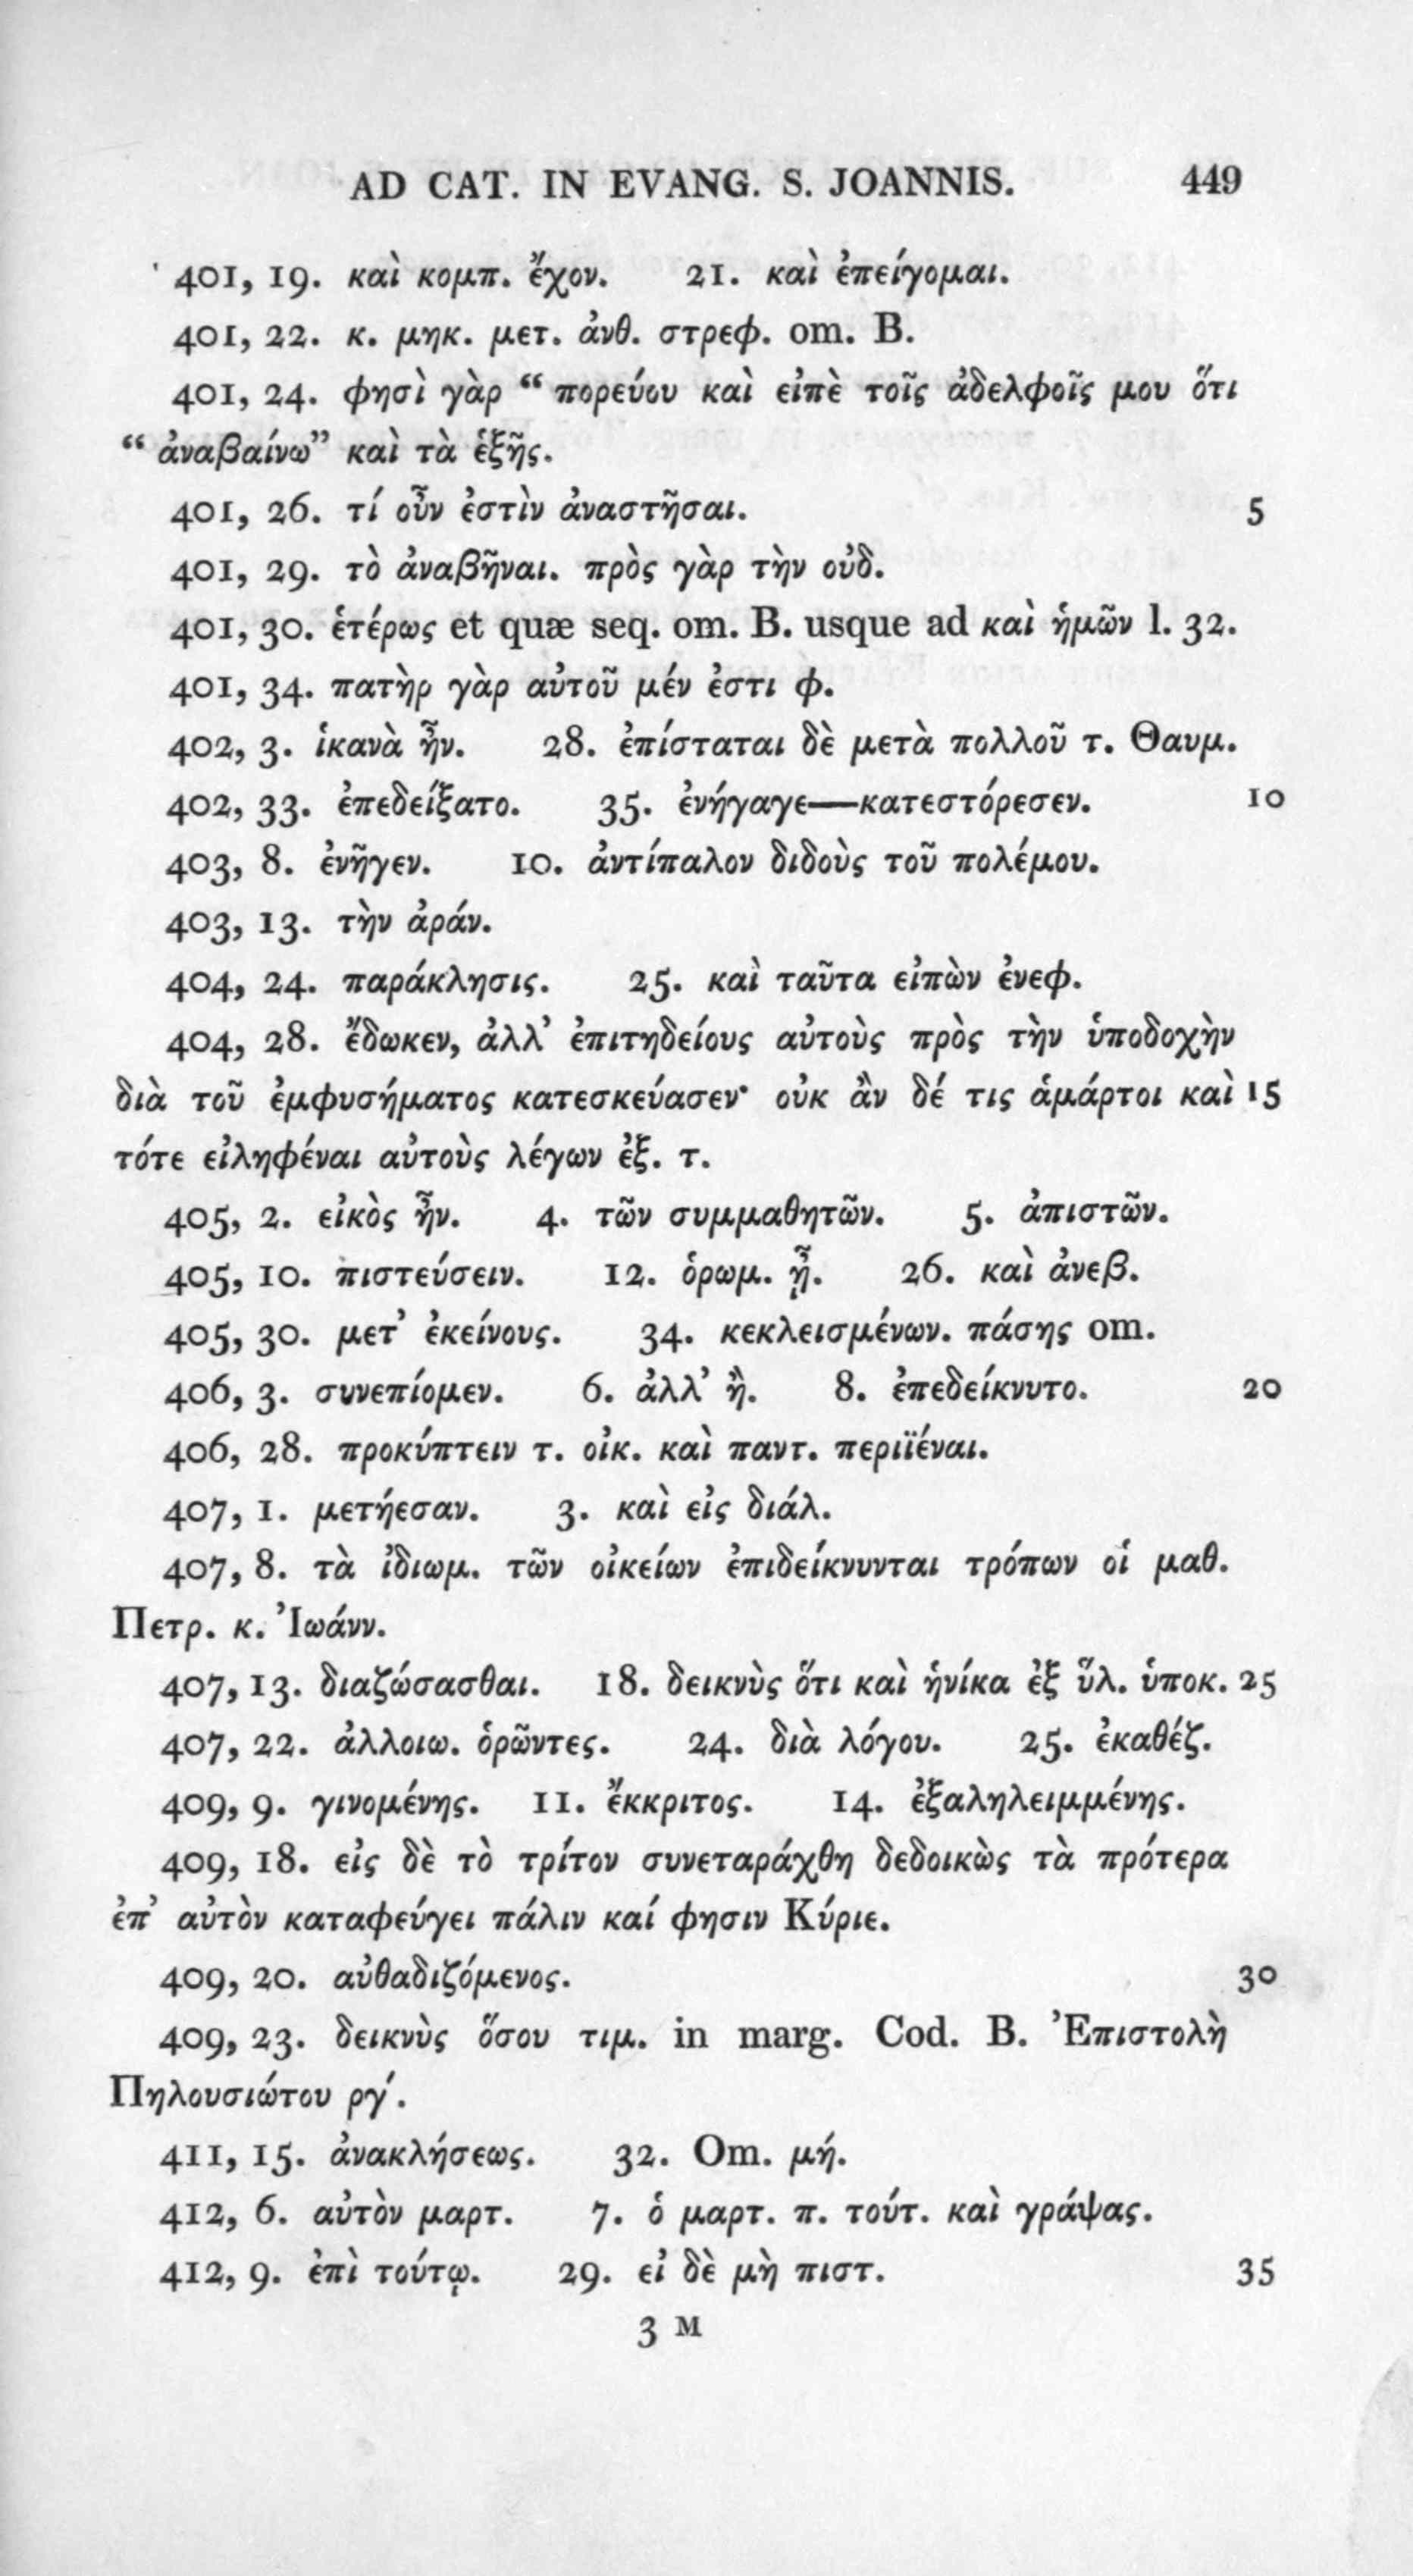 AD CAT. IN EVANG. S. JOANNIS. 449
401, 19. καὶ κομπ. ἔχον. 21. καὶ ἐπείγομαι.
401, 22. κ. μηκ. μετ. ἀνθ. στρεφ. om. B.
401, 24. φησὶ γὰρ “ πορεύου καὶ εἰπὲ τοῖς ἀδελφοῖς μου ὅτι
“ ἀναβαίνω” καὶ τὰ ἑξῆς.
401, 26. τί οὖν ἐστὶν ἀναστῆσαι. 5
401, 29. τὸ ἀναβῆναι. πρὸς γὰρ τὴν οὐδ.
401, 30. ἑτέρως et quæ seq. om. B. usque ad καὶ ἡμῶν l. 32.
401, 34. πατὴρ γὰρ αὐτοῦ μέν ἐστι φ.
402, 3. ἱκανὰ ἦν. 28. ἐπίσταται δὲ μετὰ πολλοῦ τ. Θαυμ.
402, 33. ἐπεδείξατο. 35. ἐνήγαγε—κατεστόρεσεν. 10
403, 8. ἐνῆγεν. 10. ἀντίπαλον διδοὺς τοῦ πολέμου.
403, 13. τὴν ἀράν.
404, 24. παράκλησις. 25. καὶ ταῦτα εἰπὼν ἐνεφ.
404, 28. ἔδωκεν, ἀλλ’ ἐπιτηδείους αὐτοὺς πρὸς τὴν ὑποδοχὴν
διὰ τοῦ ἐμφυσήματος κατεσκεύασεν· οὐκ ἂν δέ τις ἁμάρτοι καὶ 15
τότε εἰληφέναι αὐτοὺς λέγων ἐξ. τ.
405, 2. εἰκὸς ἦν. 4. τῶν συμμαθητῶν. 5. ἀπιστῶν.
405, 10. πιστεύσειν. 12. ὁρωμ. ᾖ. 26. καὶ ἀνεβ.
405, 30. μετ’ ἐκείνους. 34. κεκλεισμένων. πάσης om.
406, 3. συνεπίομεν. 6. ἀλλ’ ἢ. 8. ἐπεδείκνυτο. 20
406, 28. προκύπτειν τ. οἰκ. καὶ παντ. περιϊέναι.
407, 1. μετήεσαν. 3. καὶ εἰς διάλ.
407, 8. τὰ ἰδιωμ. τῶν οἰκείων ἐπιδείκνυνται τρόπων οἱ μαθ.
Πετρ. κ. Ἰωάνν.
407, 13. διαζώσασθαι. 18. δεικνὺς ὅτι καὶ ἡνίκα ἐξ ὕλ. ὑποκ. 25
407, 22. ἀλλοιω. ὁρῶντες. 24. διὰ λόγου. 25. ἐκαθέζ.
409, 9. γινομένης. 11. ἔκκριτος. 14. ἐξαληλειμμένης.
409, 18. εἰς δὲ τὸ τρίτον συνεταράχθη δεδοικὼς τὰ πρότερα
ἐπ’ αὐτὸν καταφεύγει πάλιν καί φησιν Κύριε.
409, 20. αὐθαδιζόμενος. 30
409, 23. δεικνὺς ὅσου τιμ. in marg. Cod. B. Ἐπιστολὴ
Πηλουσιώτου ργ΄.
411, 15. ἀνακλήσεως. 32. Om. μή.
412, 6. αὐτὸν μαρτ. 7. ὁ μαρτ. π. τούτ. καὶ γράψας.
412, 9. ἐπὶ τούτῳ. 29. εἰ δὲ μὴ πιστ. 35
3 M